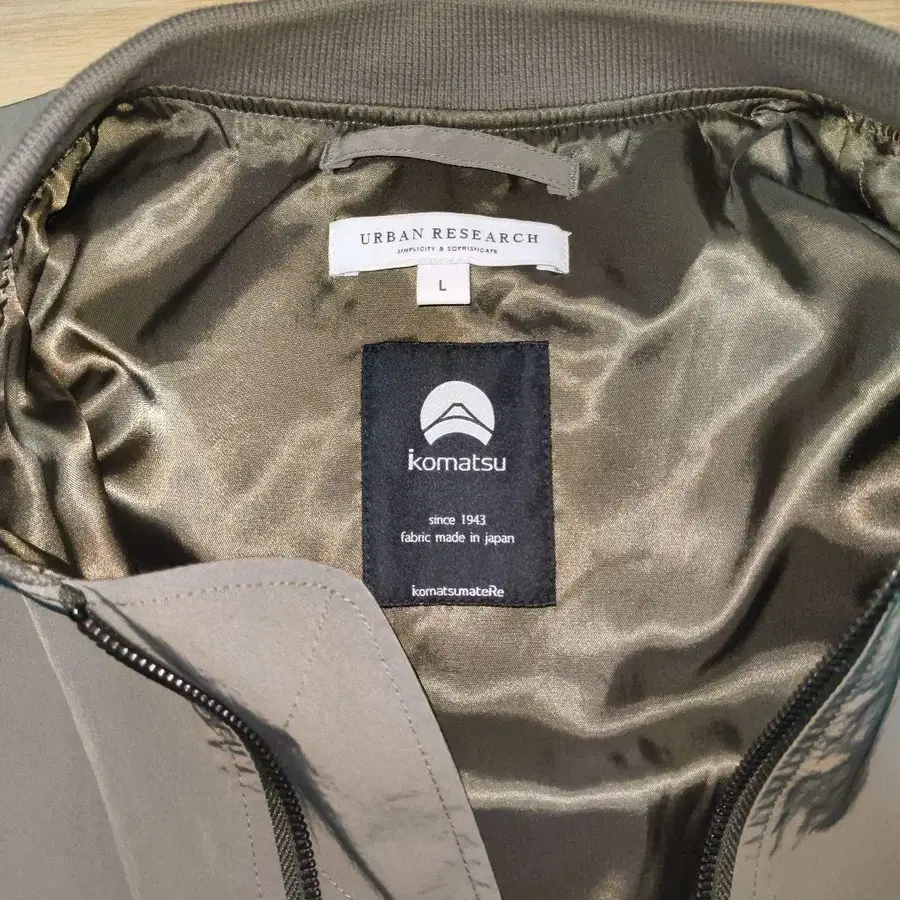 URBAN RESEARCH
SIMPLICITY & SOPHISTICATE
L
komatsu
since 1943
fabric made in japan
komatsumateRe